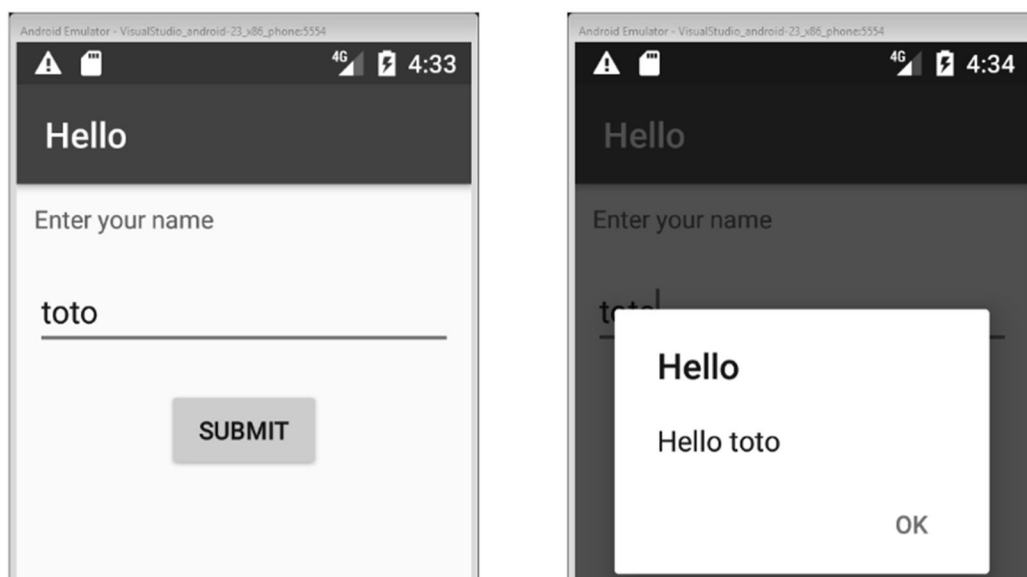 Android Emulator - VisualStudio_android-23_x86_phone:5554
4G 4:33
Hello
Enter your name
toto
SUBMIT
Android Emulator - VisualStudio_android-23_x86_phone:5554
4G 4:34
Hello
Enter your name
toto
Hello
Hello toto
OK